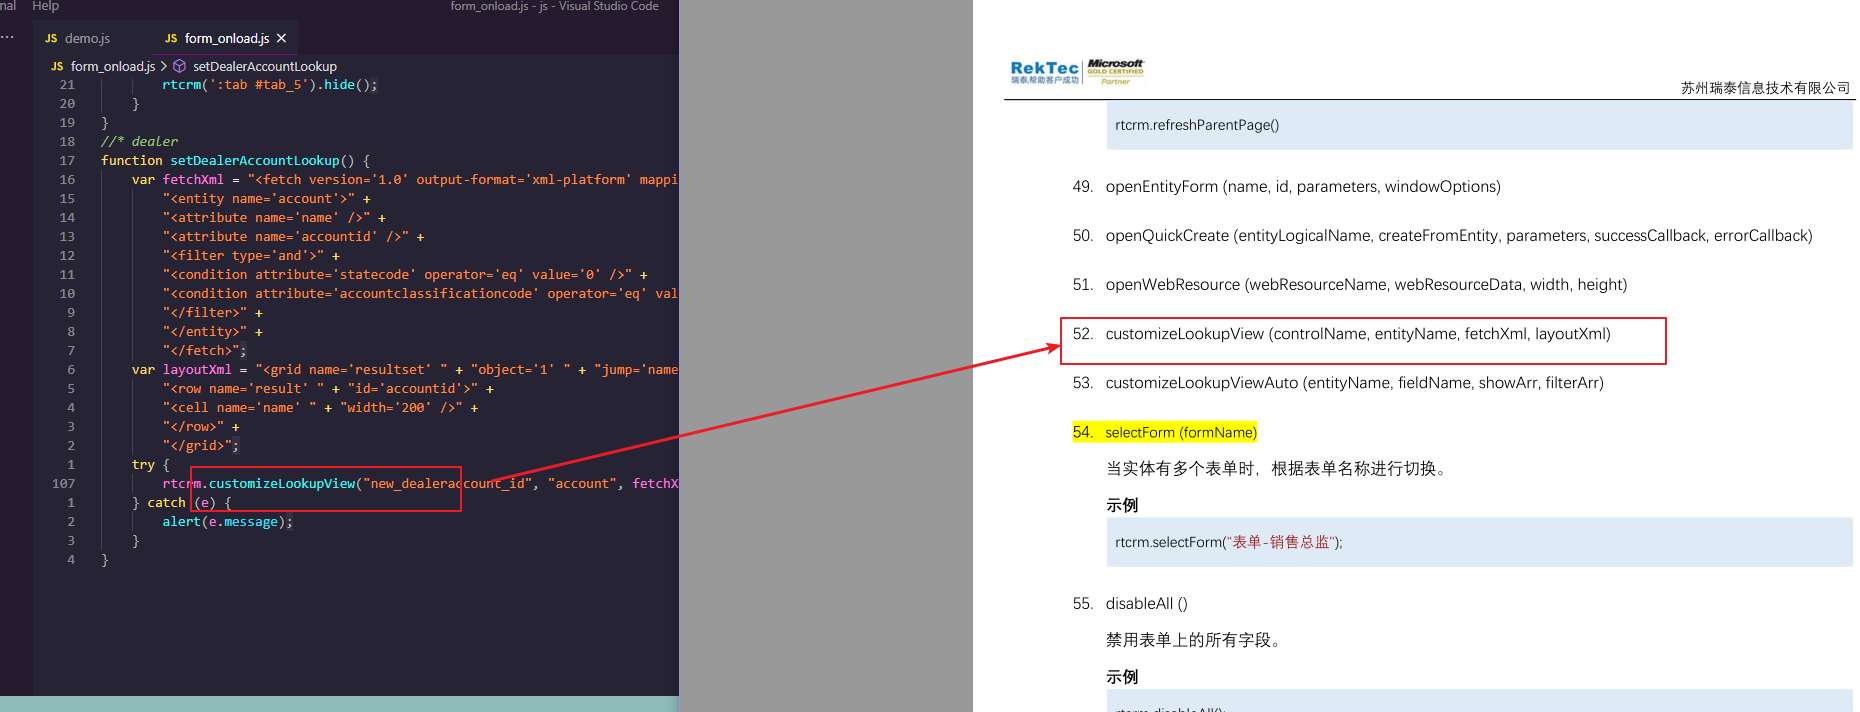 nal Help
form_onload.js - js - Visual Studio Code
... JS demo.js JS form_onload.js ×
JS form_onload.js > setDealerAccountLookup
21 rtcrm(':tab #tab_5').hide();
20 }
19 }
18 //* dealer
17 function setDealerAccountLookup() {
16 var fetchXml = "<fetch version='1.0' output-format='xml-platform' mappi
15 "<entity name='account'>" +
14 "<attribute name='name' />" +
13 "<attribute name='accountid' />" +
12 "<filter type='and'>" +
11 "<condition attribute='statecode' operator='eq' value='0' />" +
10 "<condition attribute='accountclassificationcode' operator='eq' val
9 "</filter>" +
8 "</entity>" +
7 "</fetch>";
6 var layoutXml = "<grid name='resultset' " + "object='1' " + "jump='name
5 "<row name='result' " + "id='accountid'>" +
4 "<cell name='name' " + "width='200' />" +
3 "</row>" +
2 "</grid>";
1 try {
107 rtcrm.customizeLookupView("new_dealeraccount_id", "account", fetchX
1 } catch (e) {
2 alert(e.message);
3 }
4 }
RekTec
瑞泰,帮助客户成功
Microsoft
GOLD CERTIFIED
Partner
苏州瑞泰信息技术有限公司
rtcrm.refreshParentPage()
49. openEntityForm (name, id, parameters, windowOptions)
50. openQuickCreate (entityLogicalName, createFromEntity, parameters, successCallback, errorCallback)
51. openWebResource (webResourceName, webResourceData, width, height)
52. customizeLookupView (controlName, entityName, fetchXml, layoutXml)
53. customizeLookupViewAuto (entityName, fieldName, showArr, filterArr)
54. selectForm (formName)
当实体有多个表单时，根据表单名称进行切换。
示例
rtcrm.selectForm("表单-销售总监");
55. disableAll ()
禁用表单上的所有字段。
示例
rtcrm.disableAll();